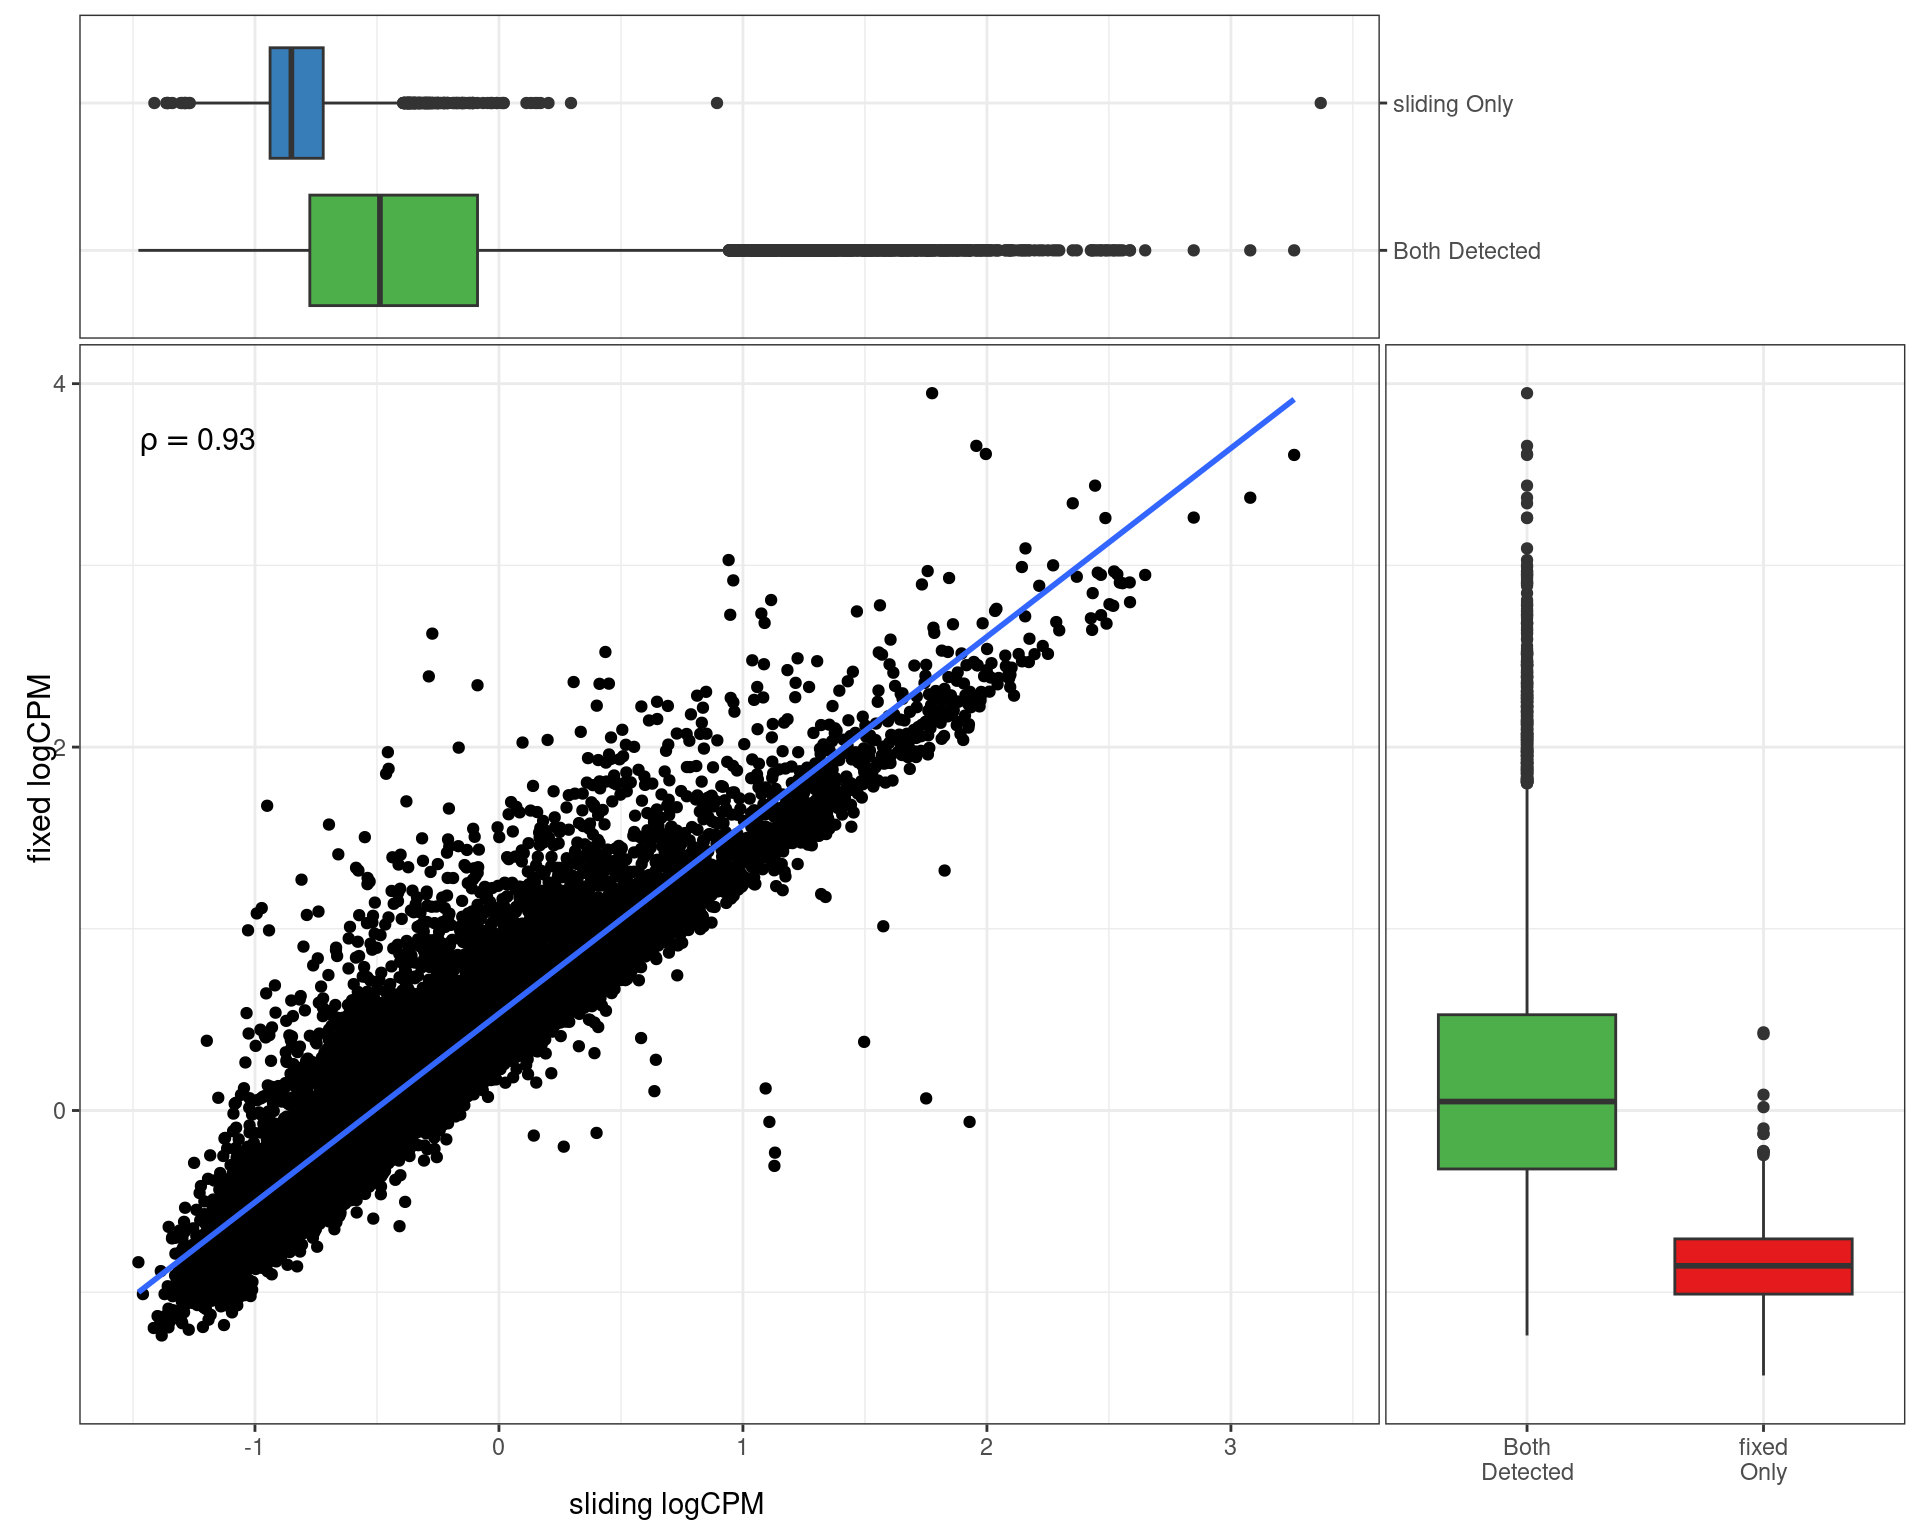 sliding Only
Both Detected
4
ρ = 0.93
fixed logCPM
2
0
-1 0 1 2 3
Both Detected
fixed Only
sliding logCPM